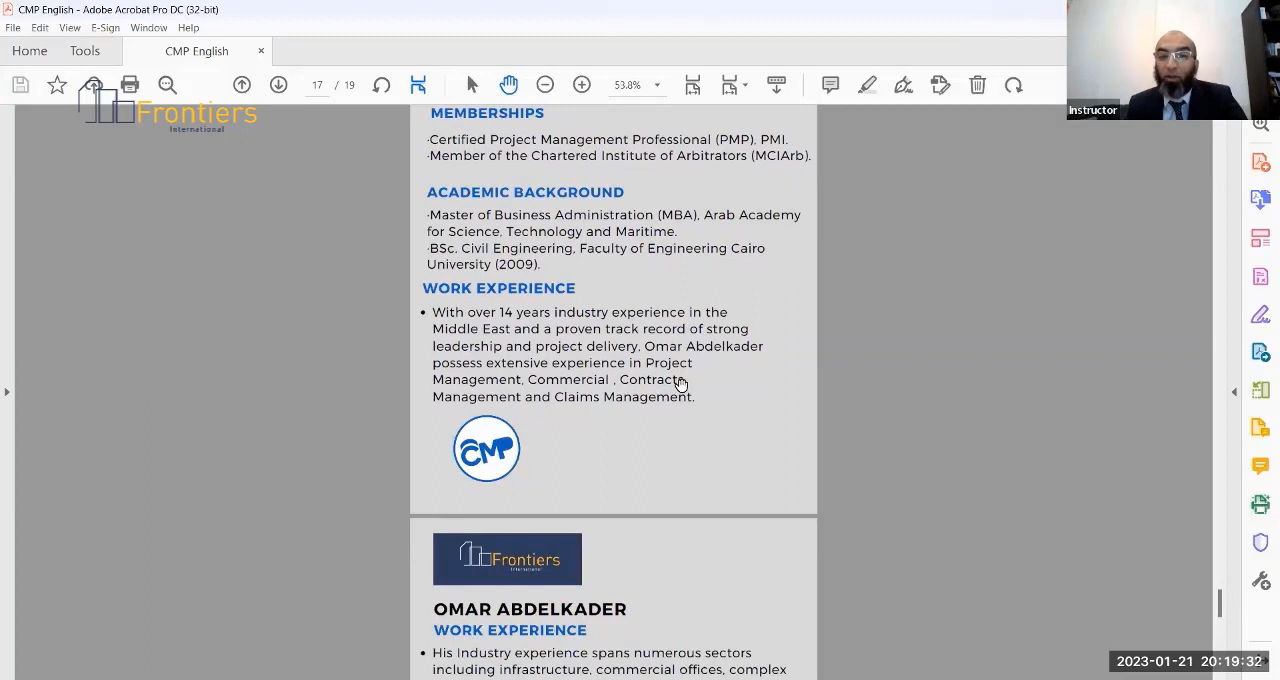 CMP English - Adobe Acrobat Pro DC (32-bit)
File Edit View E-Sign Window Help
Home Tools CMP English ×
17 / 19 53.8%
Instructor
Frontiers
International
MEMBERSHIPS
·Certified Project Management Professional (PMP), PMI.
·Member of the Chartered Institute of Arbitrators (MCIArb).
ACADEMIC BACKGROUND
·Master of Business Administration (MBA), Arab Academy
for Science, Technology and Maritime.
·BSc. Civil Engineering, Faculty of Engineering Cairo
University (2009).
WORK EXPERIENCE
• With over 14 years industry experience in the
Middle East and a proven track record of strong
leadership and project delivery, Omar Abdelkader
possess extensive experience in Project
Management, Commercial , Contracts
Management and Claims Management.
CMP
Frontiers
International
OMAR ABDELKADER
WORK EXPERIENCE
• His Industry experience spans numerous sectors
including infrastructure, commercial offices, complex
2023-01-21 20:19:32